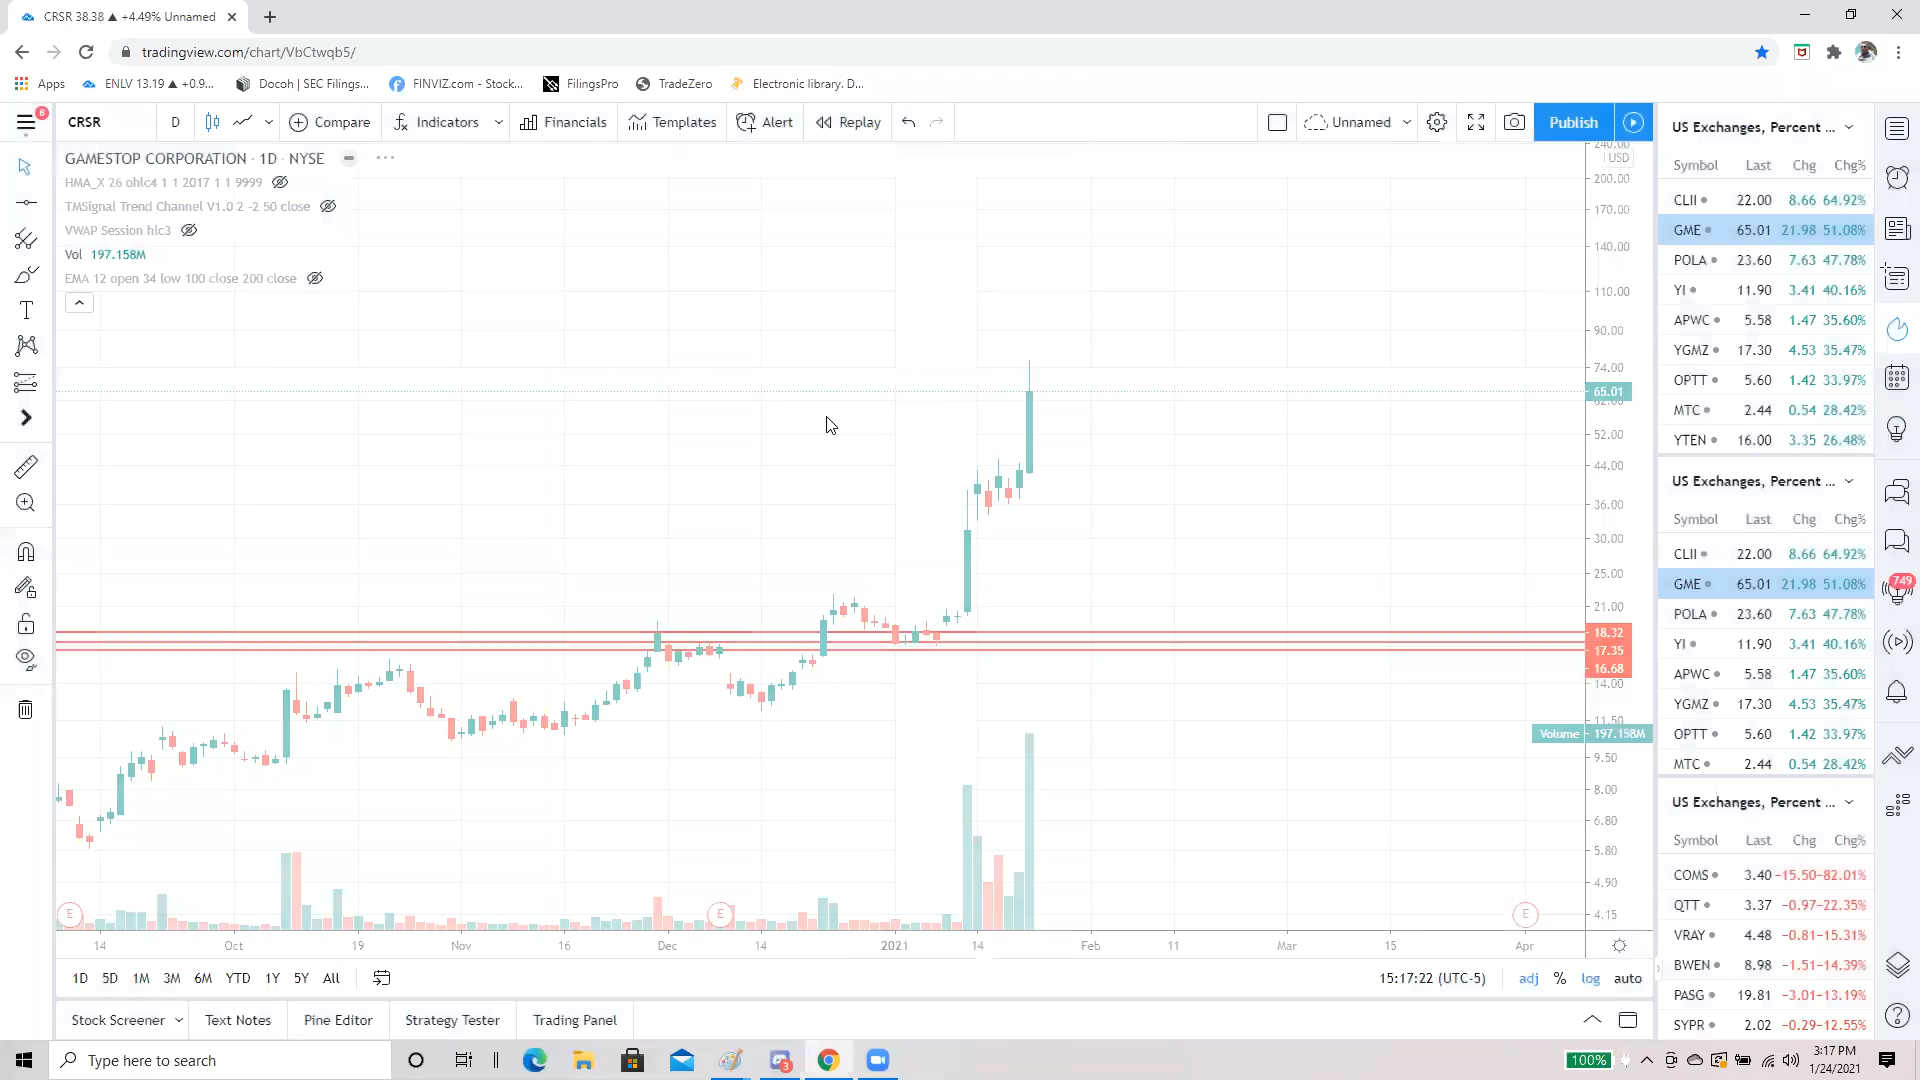 CRSR 38.38 ▲ +4.49% Unnamed
tradingview.com/chart/VbCtwqb5/
Apps
ENLV 13.19 ▲ +0.9...
Docoh | SEC Filings...
FINVIZ.com - Stock...
FilingsPro
TradeZero
Electronic library. D...
8
CRSR
D
Compare
Indicators
Financials
Templates
Alert
Replay
Unnamed
Publish
GAMESTOP CORPORATION · 1D · NYSE
HMA_X 26 ohlc4 1 1 2017 1 1 9999
TMSignal Trend Channel V1.0 2 -2 50 close
VWAP Session hlc3
Vol 197.158M
EMA 12 open 34 low 100 close 200 close
240.00
USD
200.00
170.00
140.00
110.00
90.00
74.00
65.01
52.00
44.00
36.00
30.00
25.00
21.00
18.32
17.35
16.68
14.00
11.50
Volume 197.158M
9.50
8.00
6.80
5.80
4.90
4.15
E
E
E
14
Oct
19
Nov
16
Dec
14
2021
14
Feb
11
Mar
15
Apr
1D 5D 1M 3M 6M YTD 1Y 5Y All
15:17:22 (UTC-5)
adj % log auto
Stock Screener
Text Notes
Pine Editor
Strategy Tester
Trading Panel
US Exchanges, Percent ...
Symbol Last Chg Chg%
CLII 22.00 8.66 64.92%
GME 65.01 21.98 51.08%
POLA 23.60 7.63 47.78%
YI 11.90 3.41 40.16%
APWC 5.58 1.47 35.60%
YGMZ 17.30 4.53 35.47%
OPTT 5.60 1.42 33.97%
MTC 2.44 0.54 28.42%
YTEN 16.00 3.35 26.48%
US Exchanges, Percent ...
Symbol Last Chg Chg%
CLII 22.00 8.66 64.92%
GME 65.01 21.98 51.08%
POLA 23.60 7.63 47.78%
YI 11.90 3.41 40.16%
APWC 5.58 1.47 35.60%
YGMZ 17.30 4.53 35.47%
OPTT 5.60 1.42 33.97%
MTC 2.44 0.54 28.42%
US Exchanges, Percent ...
Symbol Last Chg Chg%
COMS 3.40 -15.50 -82.01%
QTT 3.37 -0.97 -22.35%
VRAY 4.48 -0.81 -15.31%
BWEN 8.98 -1.51 -14.39%
PASG 19.81 -3.01 -13.19%
SYPR 2.02 -0.29 -12.55%
749
Type here to search
3
100%
3:17 PM
1/24/2021